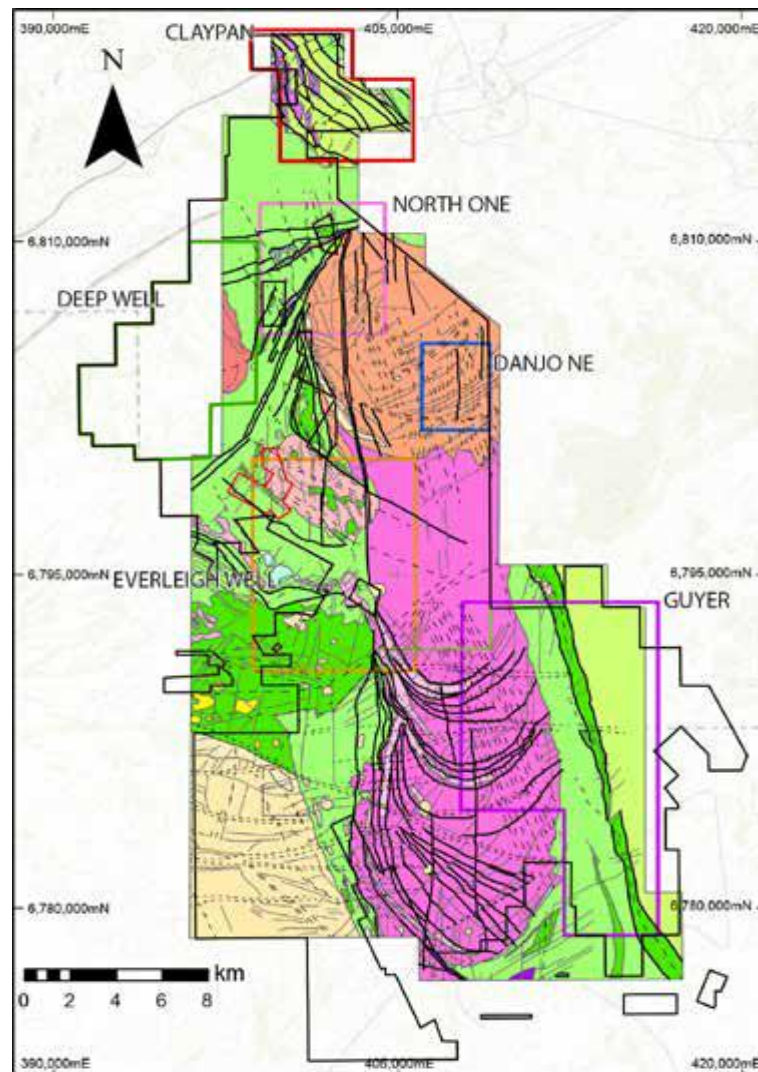 390,000mE
405,000mE
420,000mE
CLAYPAN
N
NORTH ONE
6,810,000mN
6,810,000mN
DEEP WELL
DANJO NE
6,795,000mN
6,795,000mN
EVERLEIGH WELL
GUYER
6,780,000mN
6,780,000mN
km
0 2 4 6 8
390,000mE
405,000mE
420,000mE